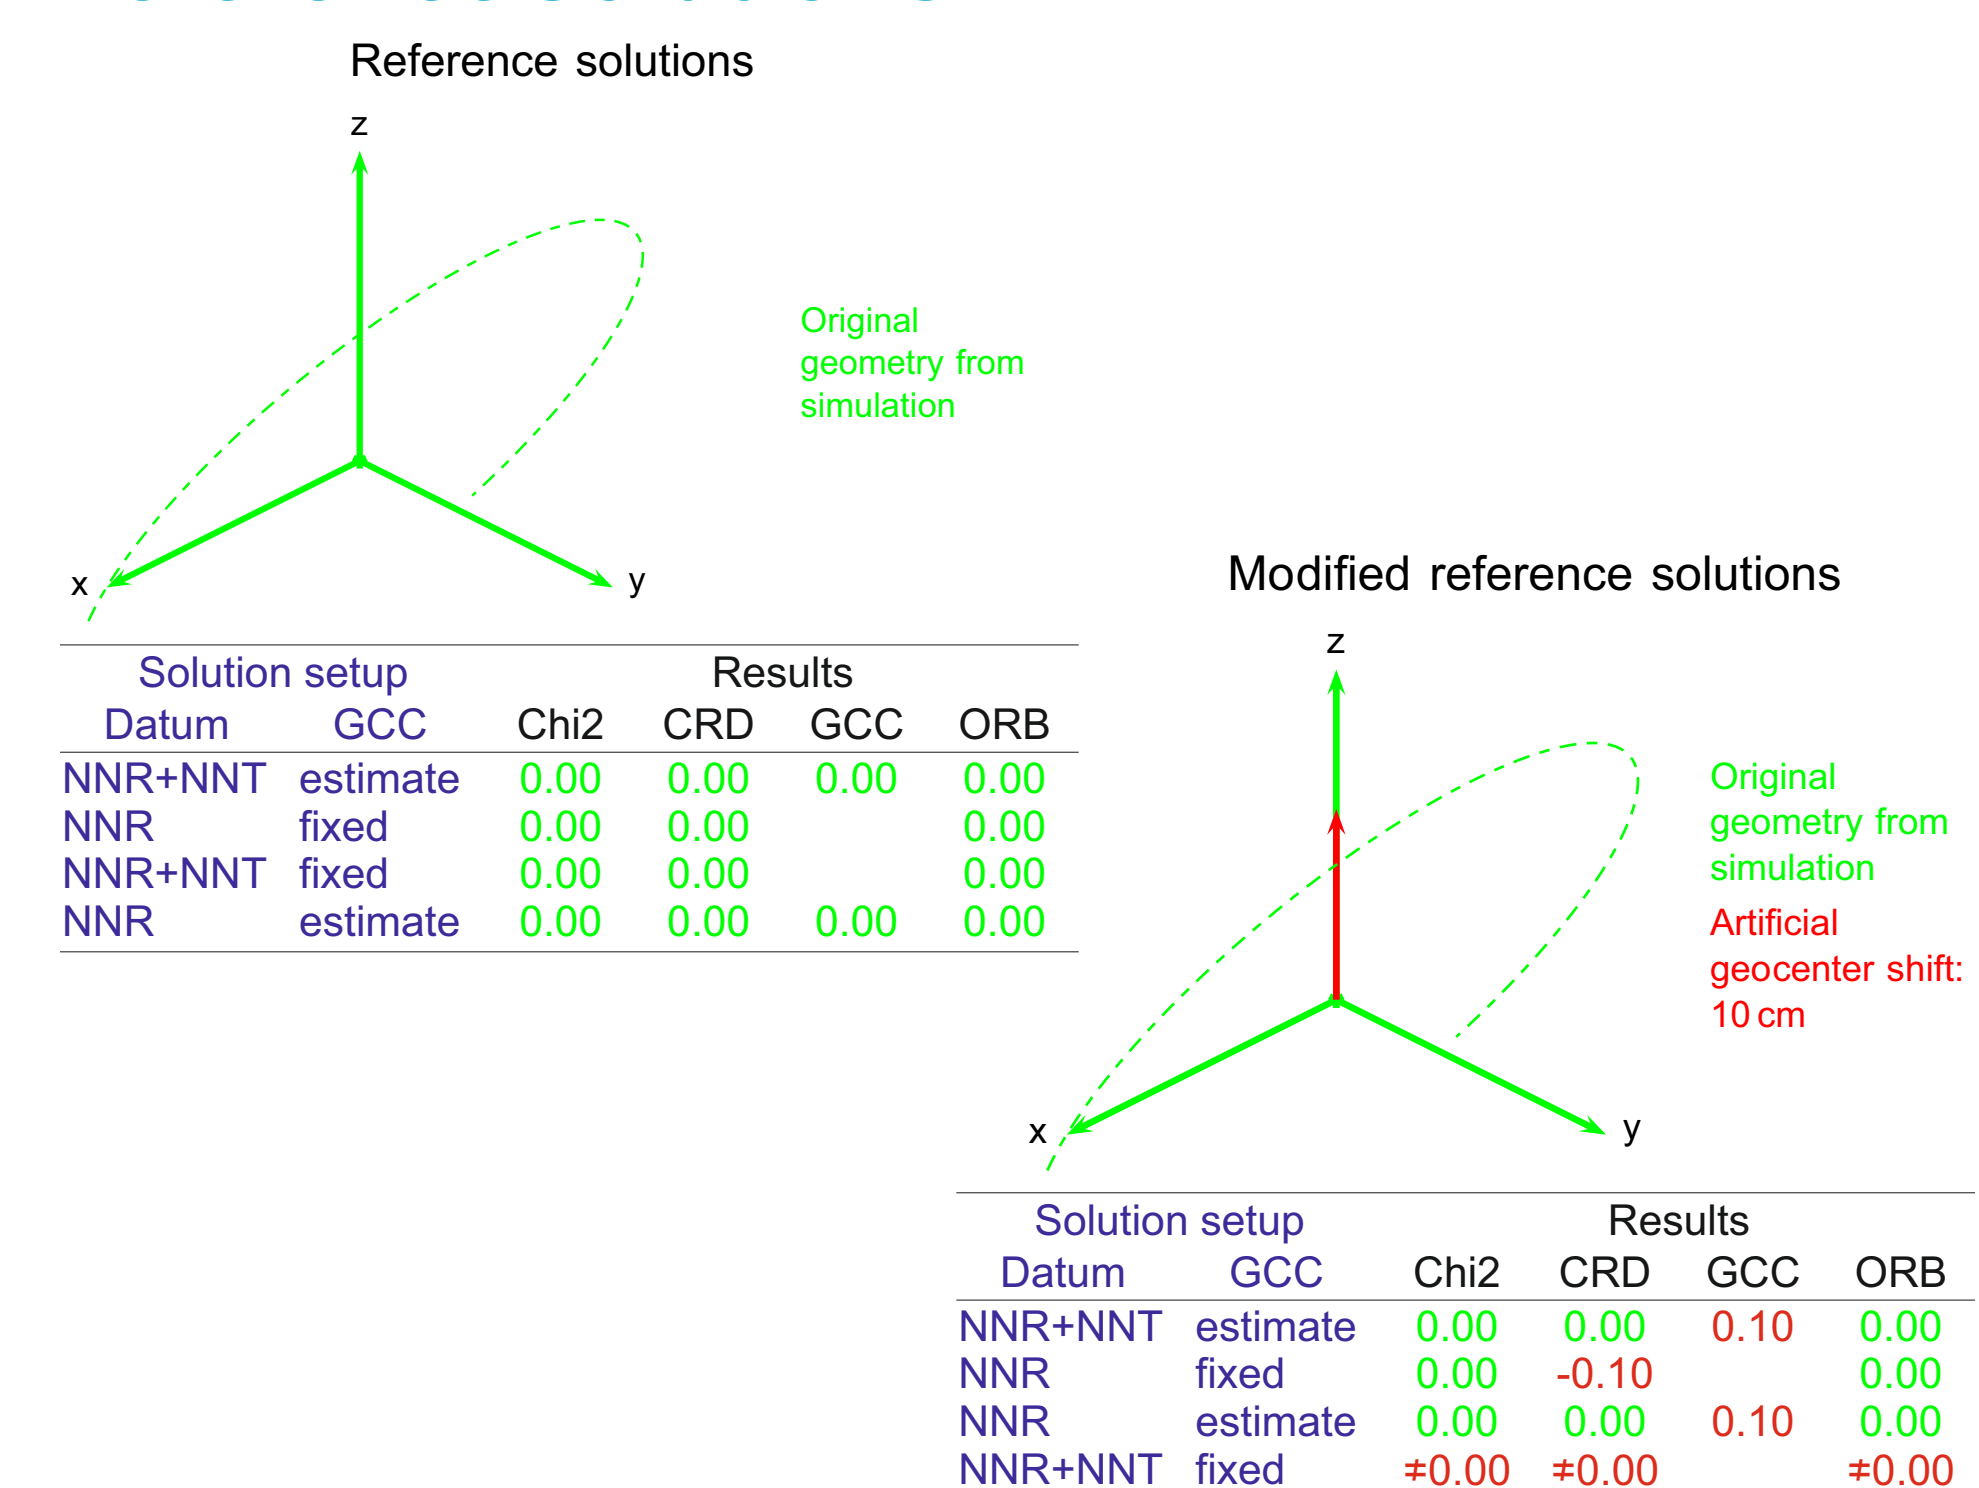 Reference solutions
z
Original
geometry from
simulation
x
y
Solution setup Results
Datum GCC Chi2 CRD GCC ORB
NNR+NNT estimate 0.00 0.00 0.00 0.00
NNR fixed 0.00 0.00 0.00
NNR+NNT fixed 0.00 0.00 0.00
NNR estimate 0.00 0.00 0.00 0.00
Modified reference solutions
z
Original
geometry from
simulation
Artificial
geocenter shift:
10 cm
x
y
Solution setup Results
Datum GCC Chi2 CRD GCC ORB
NNR+NNT estimate 0.00 0.00 0.10 0.00
NNR fixed 0.00 -0.10 0.00
NNR estimate 0.00 0.00 0.10 0.00
NNR+NNT fixed ≠0.00 ≠0.00 ≠0.00